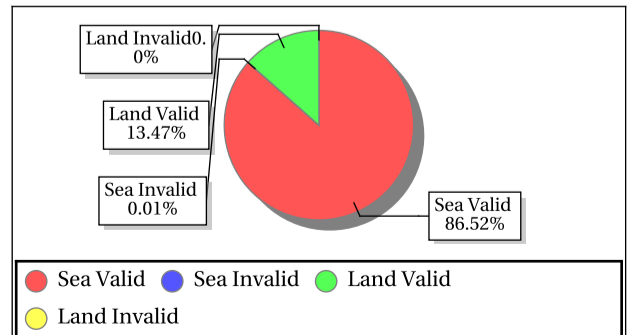 Land Invalid0.
0%
Land Valid
13.47%
Sea Invalid
0.01%
Sea Valid
86.52%
Sea Valid Sea Invalid Land Valid
Land Invalid